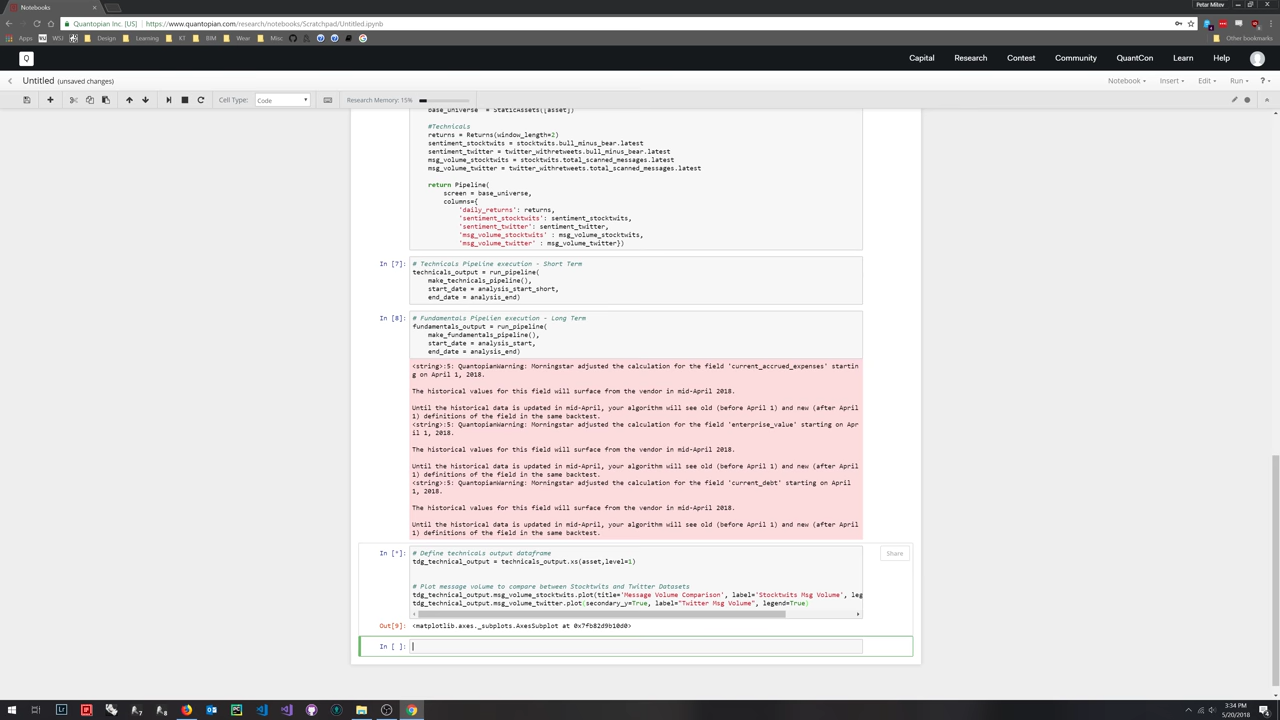 Notebooks
Petar Mitev
Quantopian Inc. [US] https://www.quantopian.com/research/notebooks/Scratchpad/Untitled.ipynb
Apps WSJ Design Learning KT BIM Wear Misc Other bookmarks
Q Capital Research Contest Community QuantCon Learn Help
Untitled (unsaved changes) Notebook Insert Edit Run ?
Cell Type: Code Research Memory: 15%
base_universe = StaticAssets([asset])
#Technicals
returns = Returns(window_length=2)
sentiment_stocktwits = stocktwits.bull_minus_bear.latest
sentiment_twitter = twitter_withretweets.bull_minus_bear.latest
msg_volume_stocktwits = stocktwits.total_scanned_messages.latest
msg_volume_twitter = twitter_withretweets.total_scanned_messages.latest
return Pipeline(
screen = base_universe,
columns={
'daily_returns': returns,
'sentiment_stocktwits': sentiment_stocktwits,
'sentiment_twitter': sentiment_twitter,
'msg_volume_stocktwits' : msg_volume_stocktwits,
'msg_volume_twitter' : msg_volume_twitter})
In [7]: # Technicals Pipeline execution - Short Term
technicals_output = run_pipeline(
make_technicals_pipeline(),
start_date = analysis_start_short,
end_date = analysis_end)
In [8]: # Fundamentals Pipelien execution - Long Term
fundamentals_output = run_pipeline(
make_fundamentals_pipeline(),
start_date = analysis_start,
end_date = analysis_end)
<string>:5: QuantopianWarning: Morningstar adjusted the calculation for the field 'current_accrued_expenses' startin
g on April 1, 2018.
The historical values for this field will surface from the vendor in mid-April 2018.
Until the historical data is updated in mid-April, your algorithm will see old (before April 1) and new (after April
1) definitions of the field in the same backtest.
<string>:5: QuantopianWarning: Morningstar adjusted the calculation for the field 'enterprise_value' starting on Apr
il 1, 2018.
The historical values for this field will surface from the vendor in mid-April 2018.
Until the historical data is updated in mid-April, your algorithm will see old (before April 1) and new (after April
1) definitions of the field in the same backtest.
<string>:5: QuantopianWarning: Morningstar adjusted the calculation for the field 'current_debt' starting on April
1, 2018.
The historical values for this field will surface from the vendor in mid-April 2018.
Until the historical data is updated in mid-April, your algorithm will see old (before April 1) and new (after April
1) definitions of the field in the same backtest.
In [*]: # Define technicals output dataframe Share
tdg_technical_output = technicals_output.xs(asset,level=1)
# Plot message volume to compare between Stocktwits and Twitter Datasets
tdg_technical_output.msg_volume_stocktwits.plot(title='Message Volume Comparison', label='Stocktwits Msg Volume', leg
tdg_technical_output.msg_volume_twitter.plot(secondary_y=True, label="Twitter Msg Volume", legend=True)
Out[9]: <matplotlib.axes._subplots.AxesSubplot at 0x7fb82d9b10d0>
In [ ]:
3:34 PM
5/20/2018